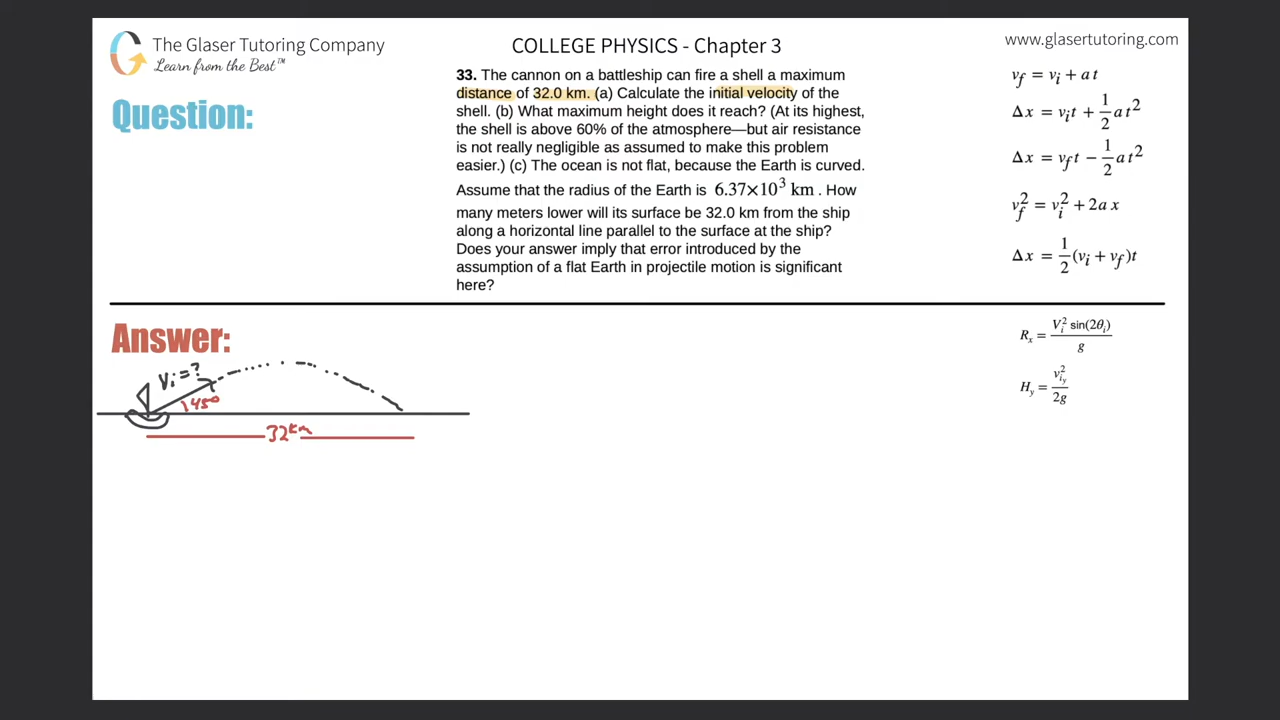 The Glaser Tutoring Company
Learn from the Best™
COLLEGE PHYSICS - Chapter 3
www.glasertutoring.com
Question:
33. The cannon on a battleship can fire a shell a maximum
distance of 32.0 km. (a) Calculate the initial velocity of the
shell. (b) What maximum height does it reach? (At its highest,
the shell is above 60% of the atmosphere—but air resistance
is not really negligible as assumed to make this problem
easier.) (c) The ocean is not flat, because the Earth is curved.
Assume that the radius of the Earth is 6.37×10³ km . How
many meters lower will its surface be 32.0 km from the ship
along a horizontal line parallel to the surface at the ship?
Does your answer imply that error introduced by the
assumption of a flat Earth in projectile motion is significant
here?
v_f = v_i + a t
Δx = v_i t + 1/2 a t²
Δx = v_f t − 1/2 a t²
v_f² = v_i² + 2a x
Δx = 1/2 (v_i + v_f)t
Answer:
R_x = V_i² sin(2θ_i) / g
H_y = v_iy² / 2g
Vi = ?
45°
32km